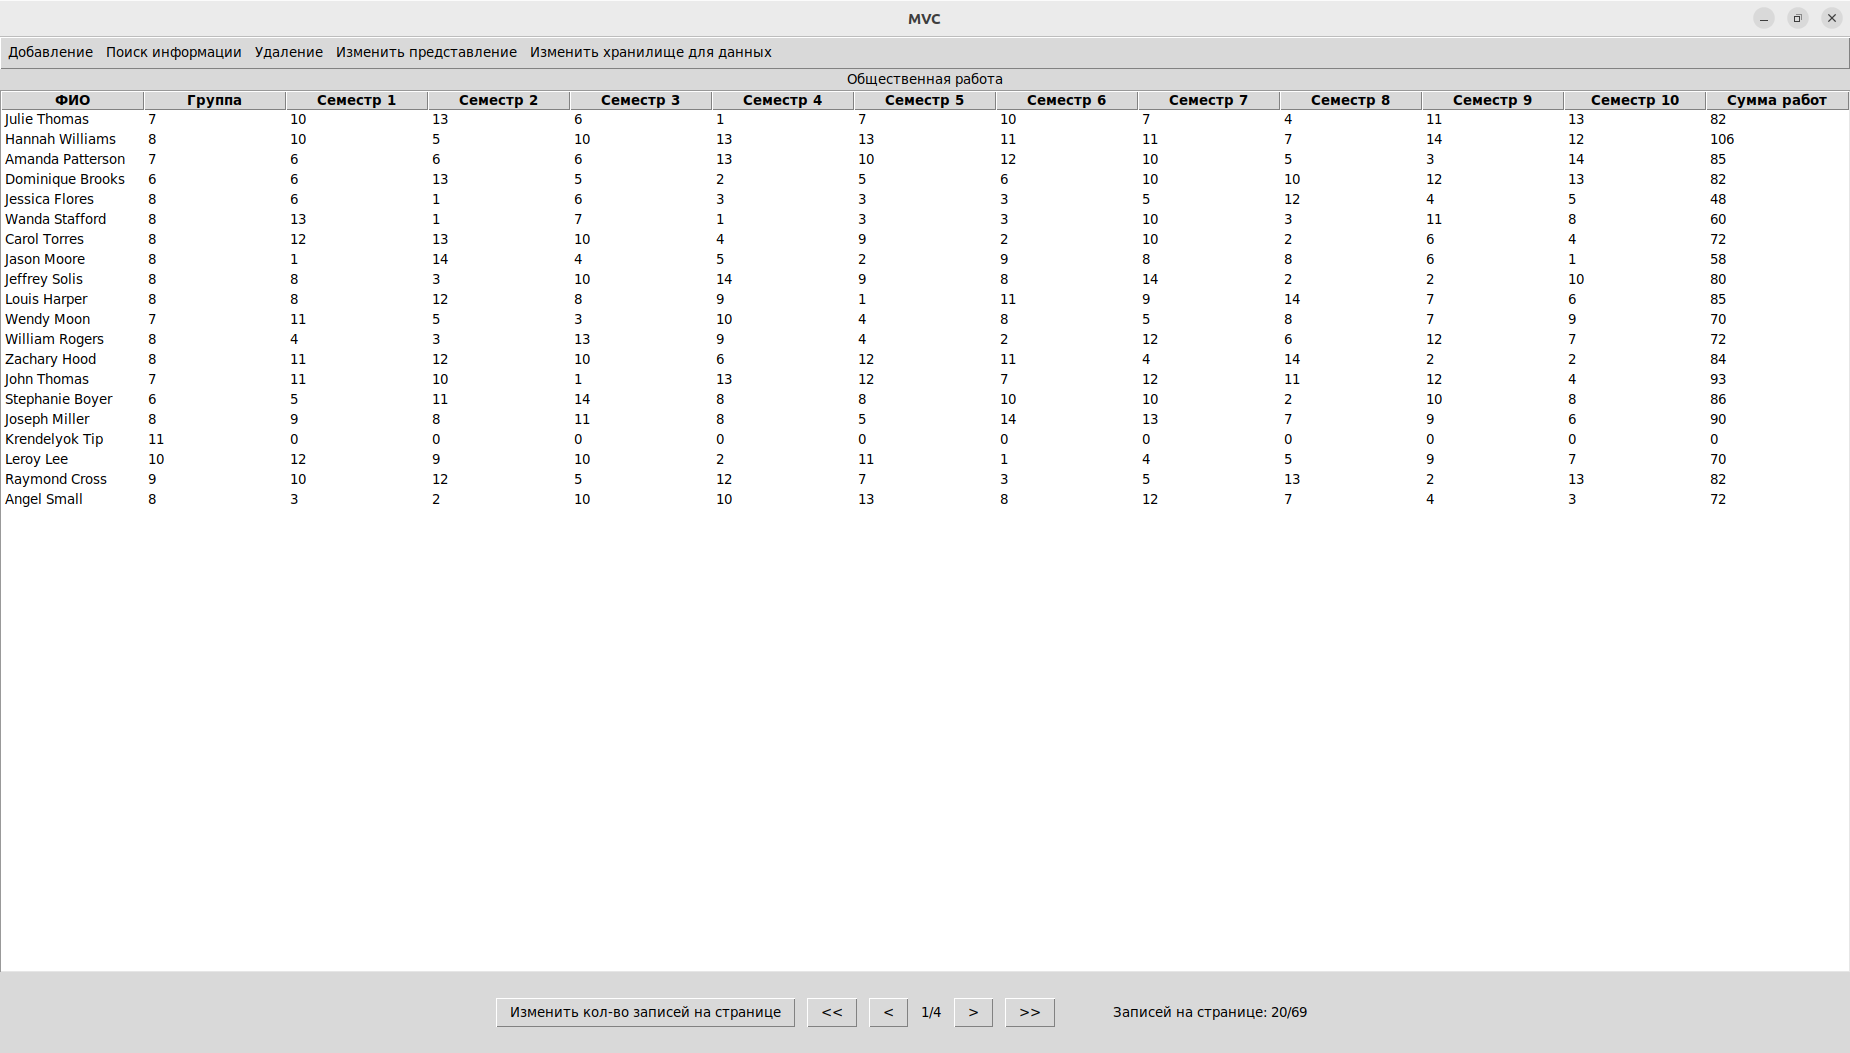 MVC
Добавление Поиск информации Удаление Изменить представление Изменить хранилище для данных
Общественная работа
ФИО Группа Семестр 1 Семестр 2 Семестр 3 Семестр 4 Семестр 5 Семестр 6 Семестр 7 Семестр 8 Семестр 9 Семестр 10 Сумма работ
Julie Thomas 7 10 13 6 1 7 10 7 4 11 13 82
Hannah Williams 8 10 5 10 13 13 11 11 7 14 12 106
Amanda Patterson 7 6 6 6 13 10 12 10 5 3 14 85
Dominique Brooks 6 6 13 5 2 5 6 10 10 12 13 82
Jessica Flores 8 6 1 6 3 3 3 5 12 4 5 48
Wanda Stafford 8 13 1 7 1 3 3 10 3 11 8 60
Carol Torres 8 12 13 10 4 9 2 10 2 6 4 72
Jason Moore 8 1 14 4 5 2 9 8 8 6 1 58
Jeffrey Solis 8 8 3 10 14 9 8 14 2 2 10 80
Louis Harper 8 8 12 8 9 1 11 9 14 7 6 85
Wendy Moon 7 11 5 3 10 4 8 5 8 7 9 70
William Rogers 8 4 3 13 9 4 2 12 6 12 7 72
Zachary Hood 8 11 12 10 6 12 11 4 14 2 2 84
John Thomas 7 11 10 1 13 12 7 12 11 12 4 93
Stephanie Boyer 6 5 11 14 8 8 10 10 2 10 8 86
Joseph Miller 8 9 8 11 8 5 14 13 7 9 6 90
Krendelyok Tip 11 0 0 0 0 0 0 0 0 0 0 0
Leroy Lee 10 12 9 10 2 11 1 4 5 9 7 70
Raymond Cross 9 10 12 5 12 7 3 5 13 2 13 82
Angel Small 8 3 2 10 10 13 8 12 7 4 3 72
Изменить кол-во записей на странице << < 1/4 > >> Записей на странице: 20/69